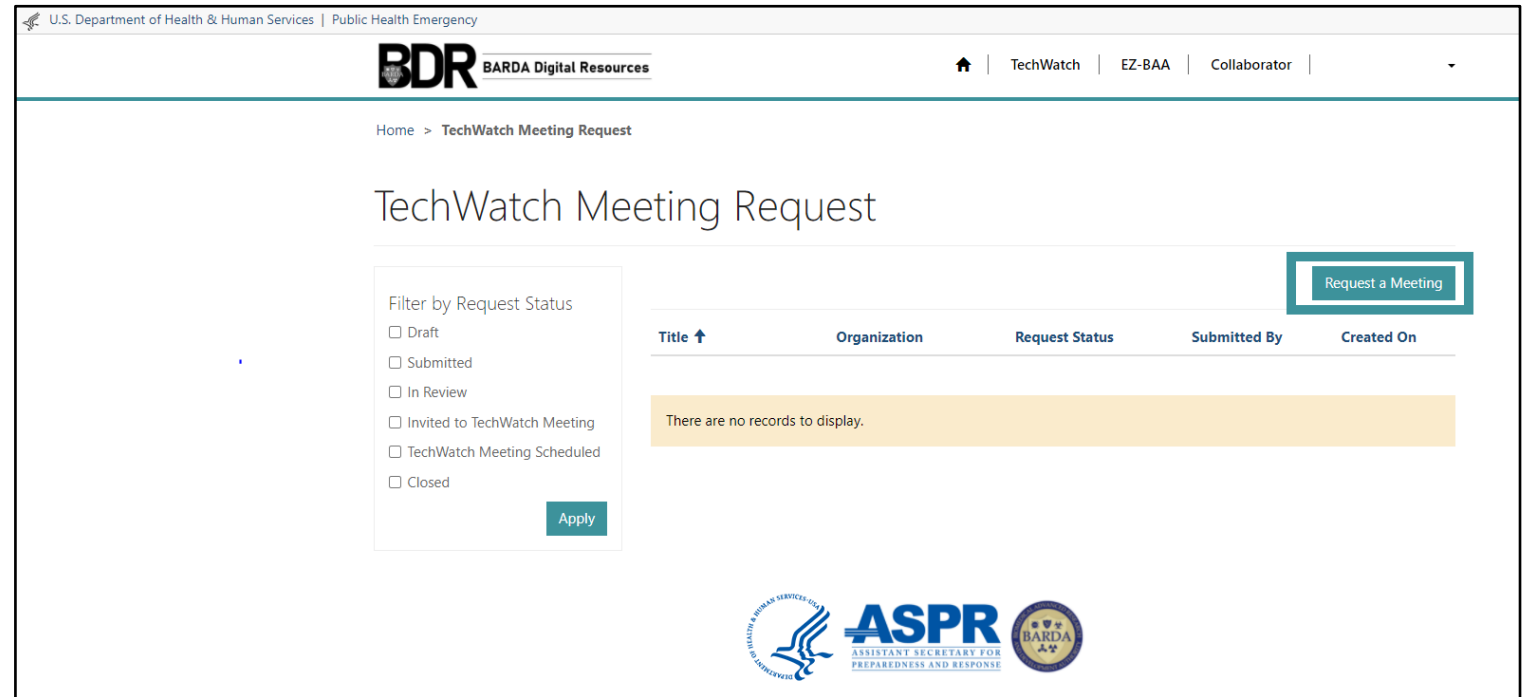 U.S. Department of Health & Human Services | Public Health Emergency
BDR BARDA Digital Resources
TechWatch | EZ-BAA | Collaborator |
Home > TechWatch Meeting Request
TechWatch Meeting Request
Request a Meeting
Filter by Request Status
Draft
Submitted
In Review
Invited to TechWatch Meeting
TechWatch Meeting Scheduled
Closed
Apply
Title Organization Request Status Submitted By Created On
There are no records to display.
ASPR
ASSISTANT SECRETARY FOR
PREPAREDNESS AND RESPONSE
BARDA